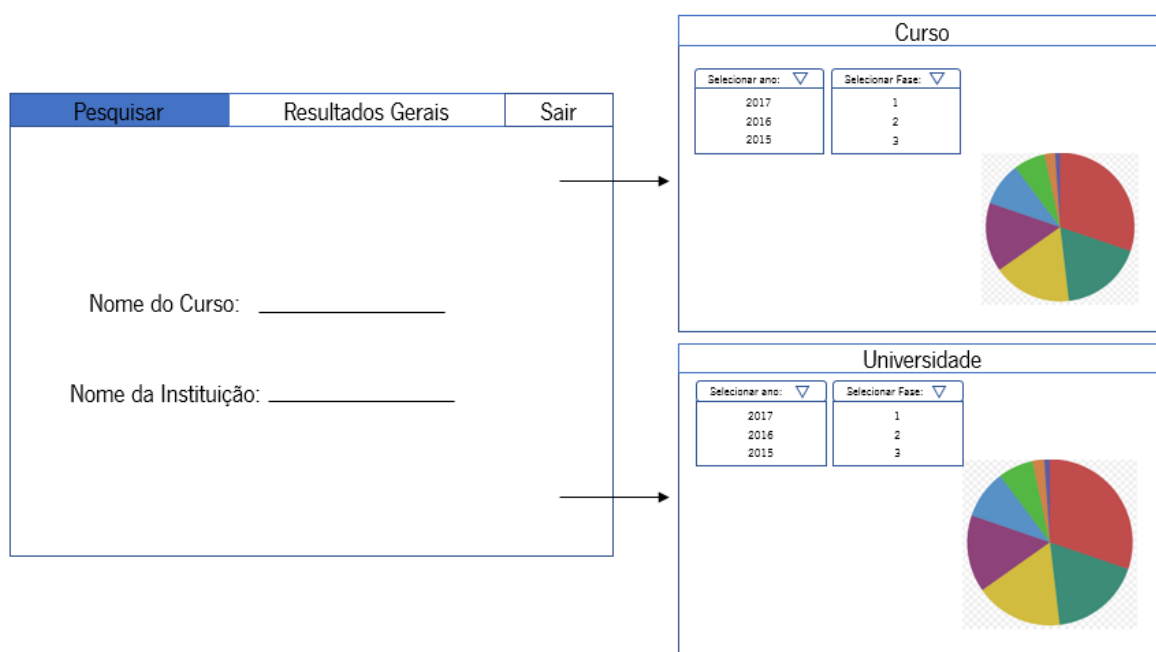 Pesquisar Resultados Gerais Sair
Nome do Curso:
Nome da Instituição:
Curso
Selecionar ano: Selecionar Fase:
2017 1
2016 2
2015 3
Universidade
Selecionar ano: Selecionar Fase:
2017 1
2016 2
2015 3